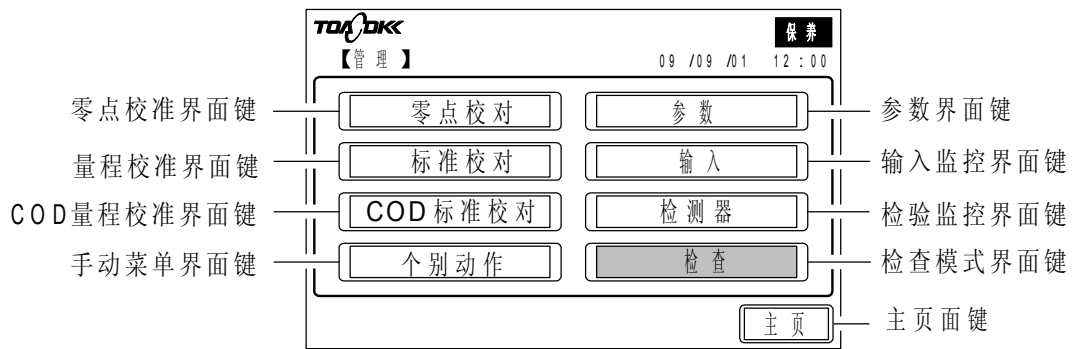 TOADKK
保养
【管理】 09/09/01 12:00
零点校准界面键 零点校对 参数 参数界面键
量程校准界面键 标准校对 输入 输入监控界面键
COD量程校准界面键 COD标准校对 检测器 检验监控界面键
手动菜单界面键 个别动作 检查 检查模式界面键
主页 主页面键